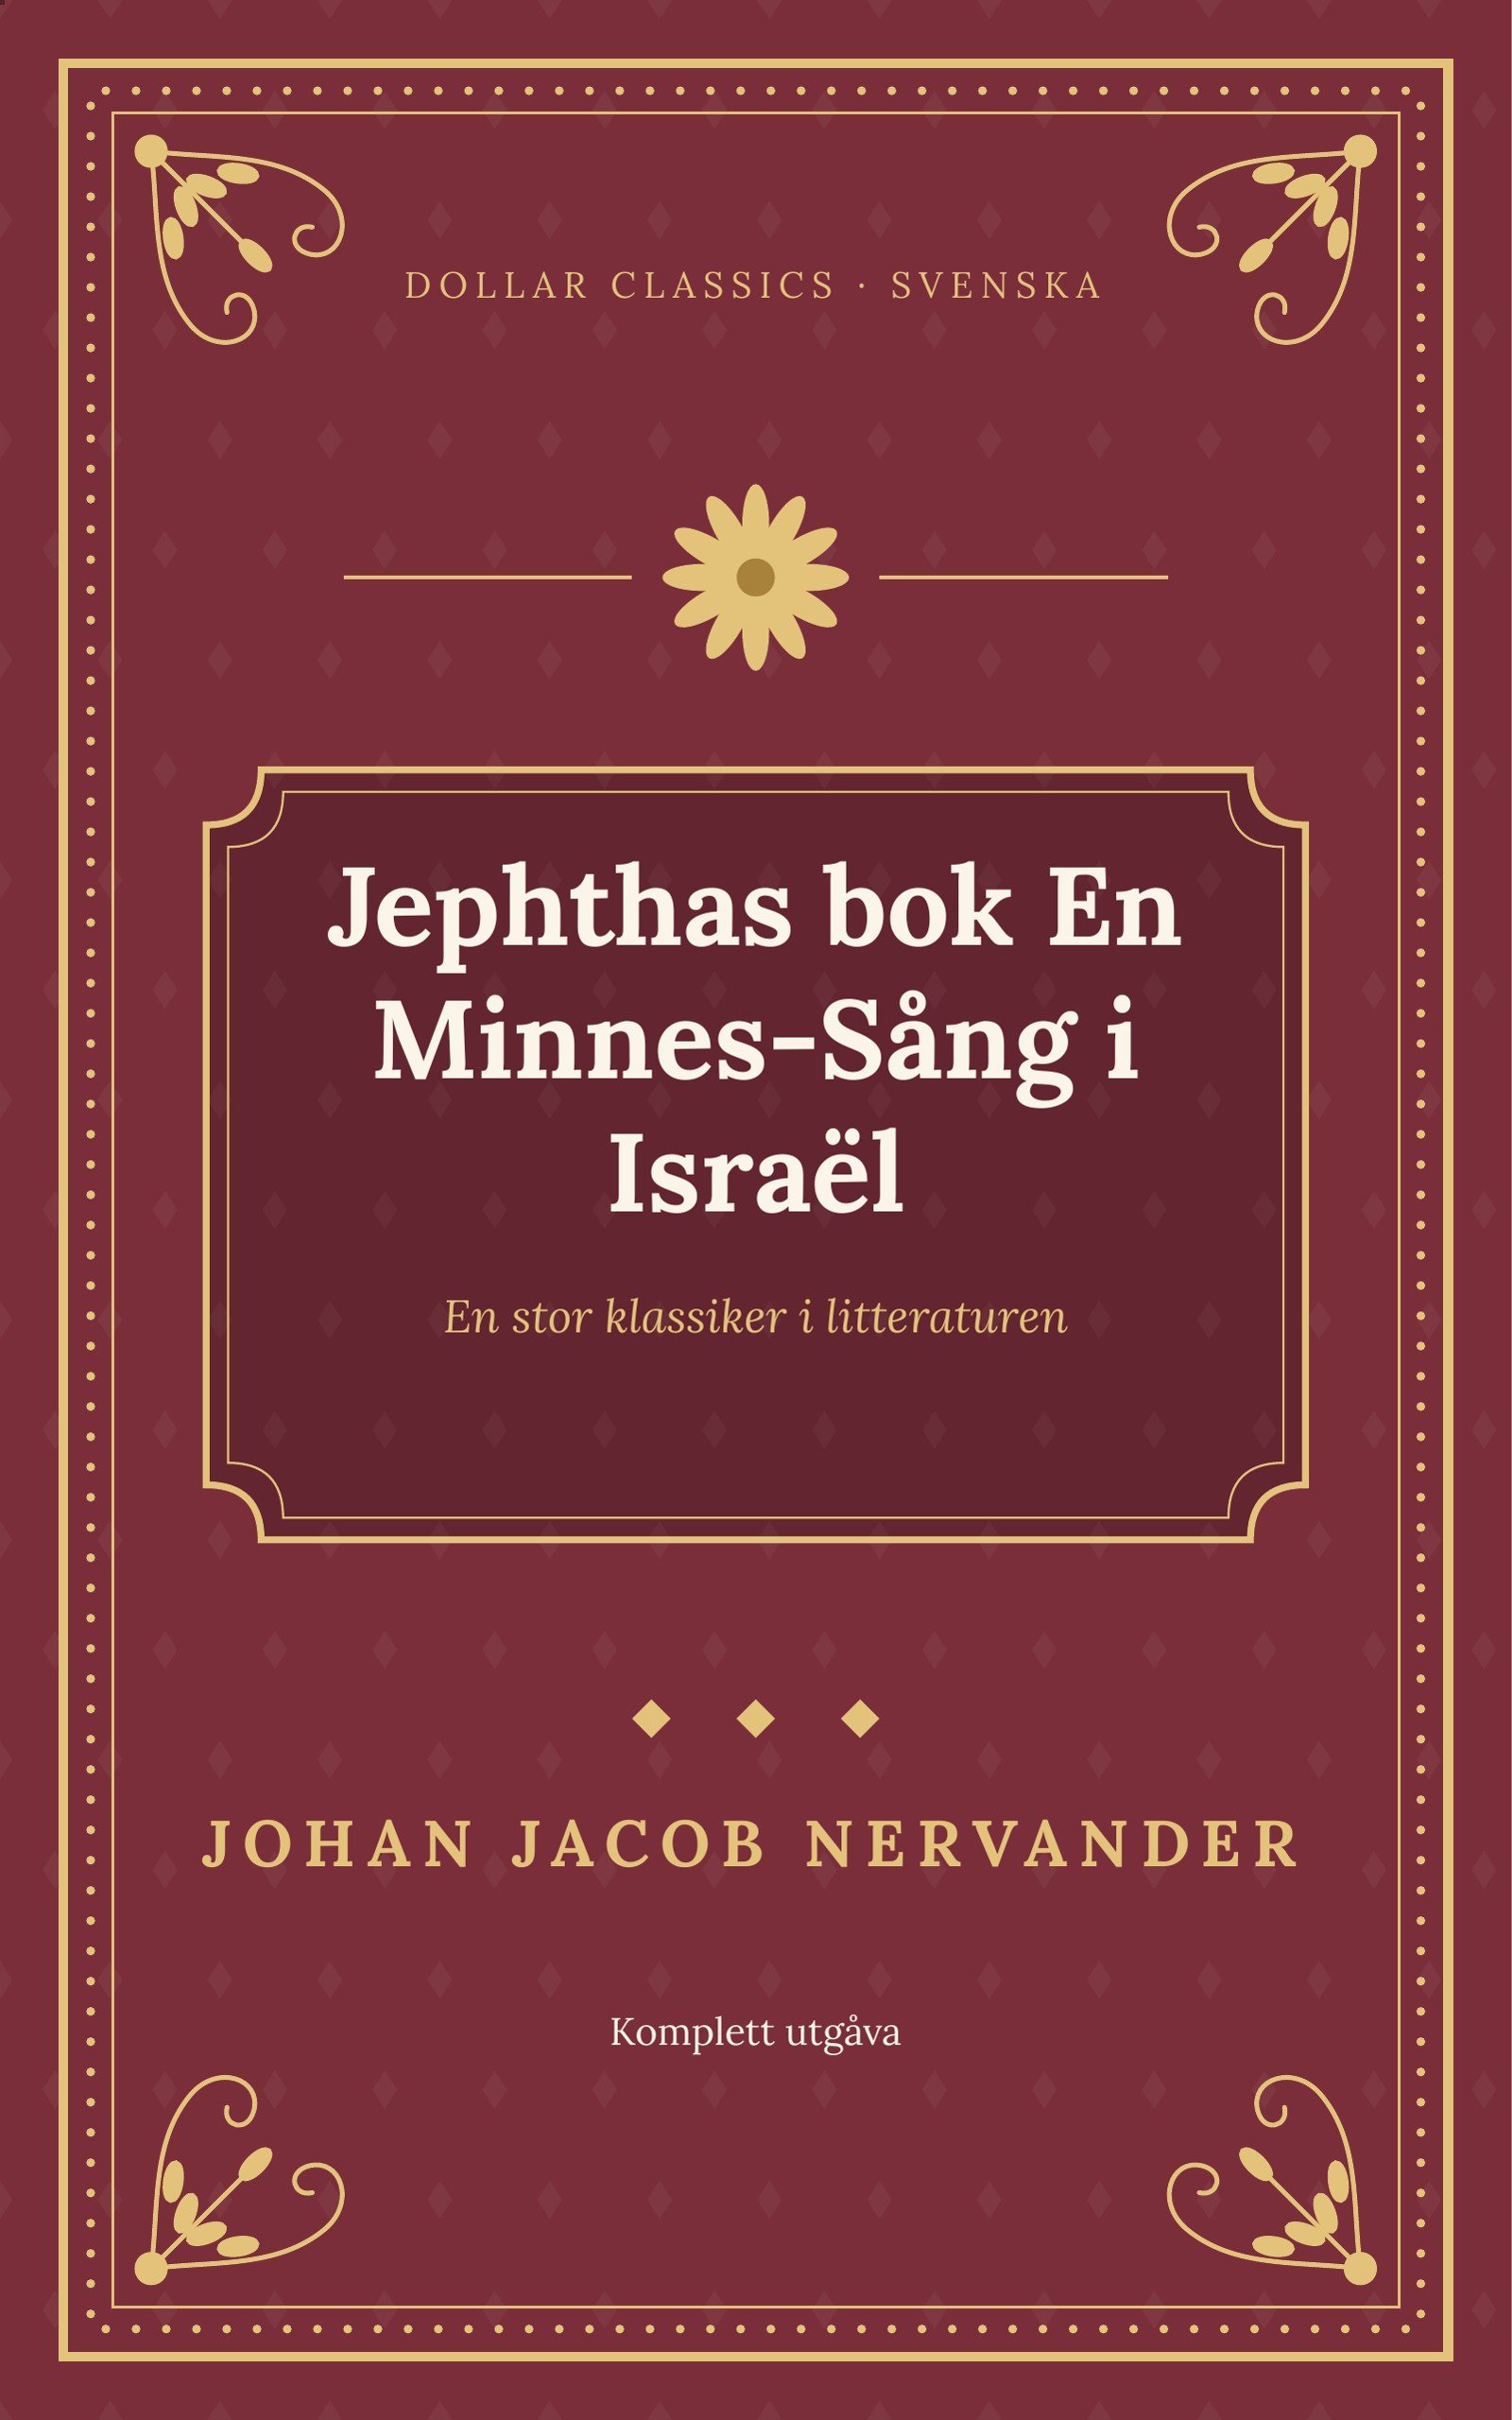 DOLLAR CLASSICS · SVENSKA
Jephthas bok En
Minnes-Sång i
Israël
En stor klassiker i litteraturen
JOHAN JACOB NERVANDER
Komplett utgåva